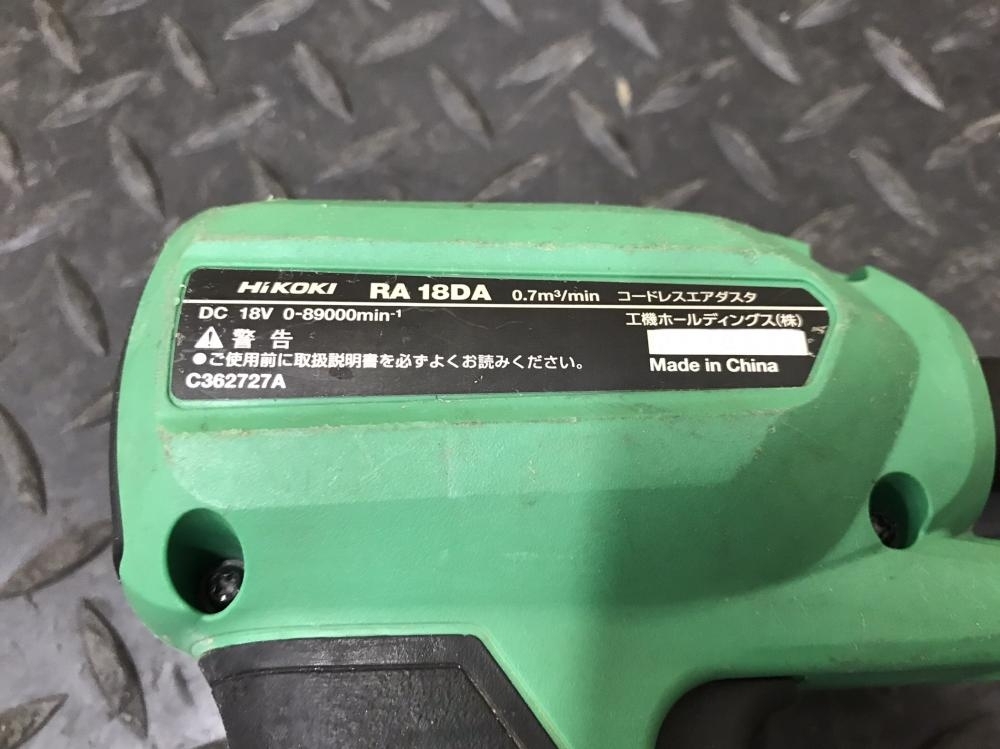 HiKOKI RA 18DA 0.7m³/min コードレスエアダスタ
DC 18V 0-89000min⁻¹ 工機ホールディングス(株)
⚠ 警告
●ご使用前に取扱説明書を必ずよくお読みください。
Made in China
C362727A